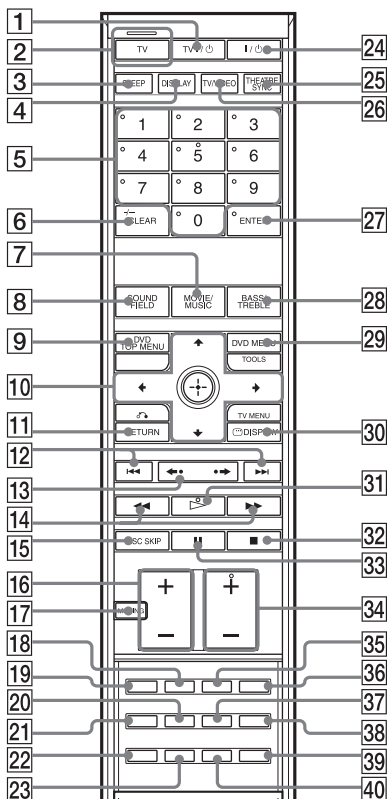 1
2 TV TV I/⏻ I/⏻ 24
3 SLEEP DISPLAY TV/VIDEO THEATRE SYNC 25
4 26
1 2 3
5 4 5 6
7 8 9
6 -/-- CLEAR 0 ENTER 27
7
8 SOUND FIELD MOVIE/ MUSIC BASS/ TREBLE 28
9 DVD TOP MENU DVD MENU 29
TOOLS
10
TV MENU
11 RETURN DISPLAY 30
12
13 31
14
15 DISC SKIP 32
33
16 + +
17 MUTING 34
– –
18 35
19 36
20 37
21 38
22 39
23 40